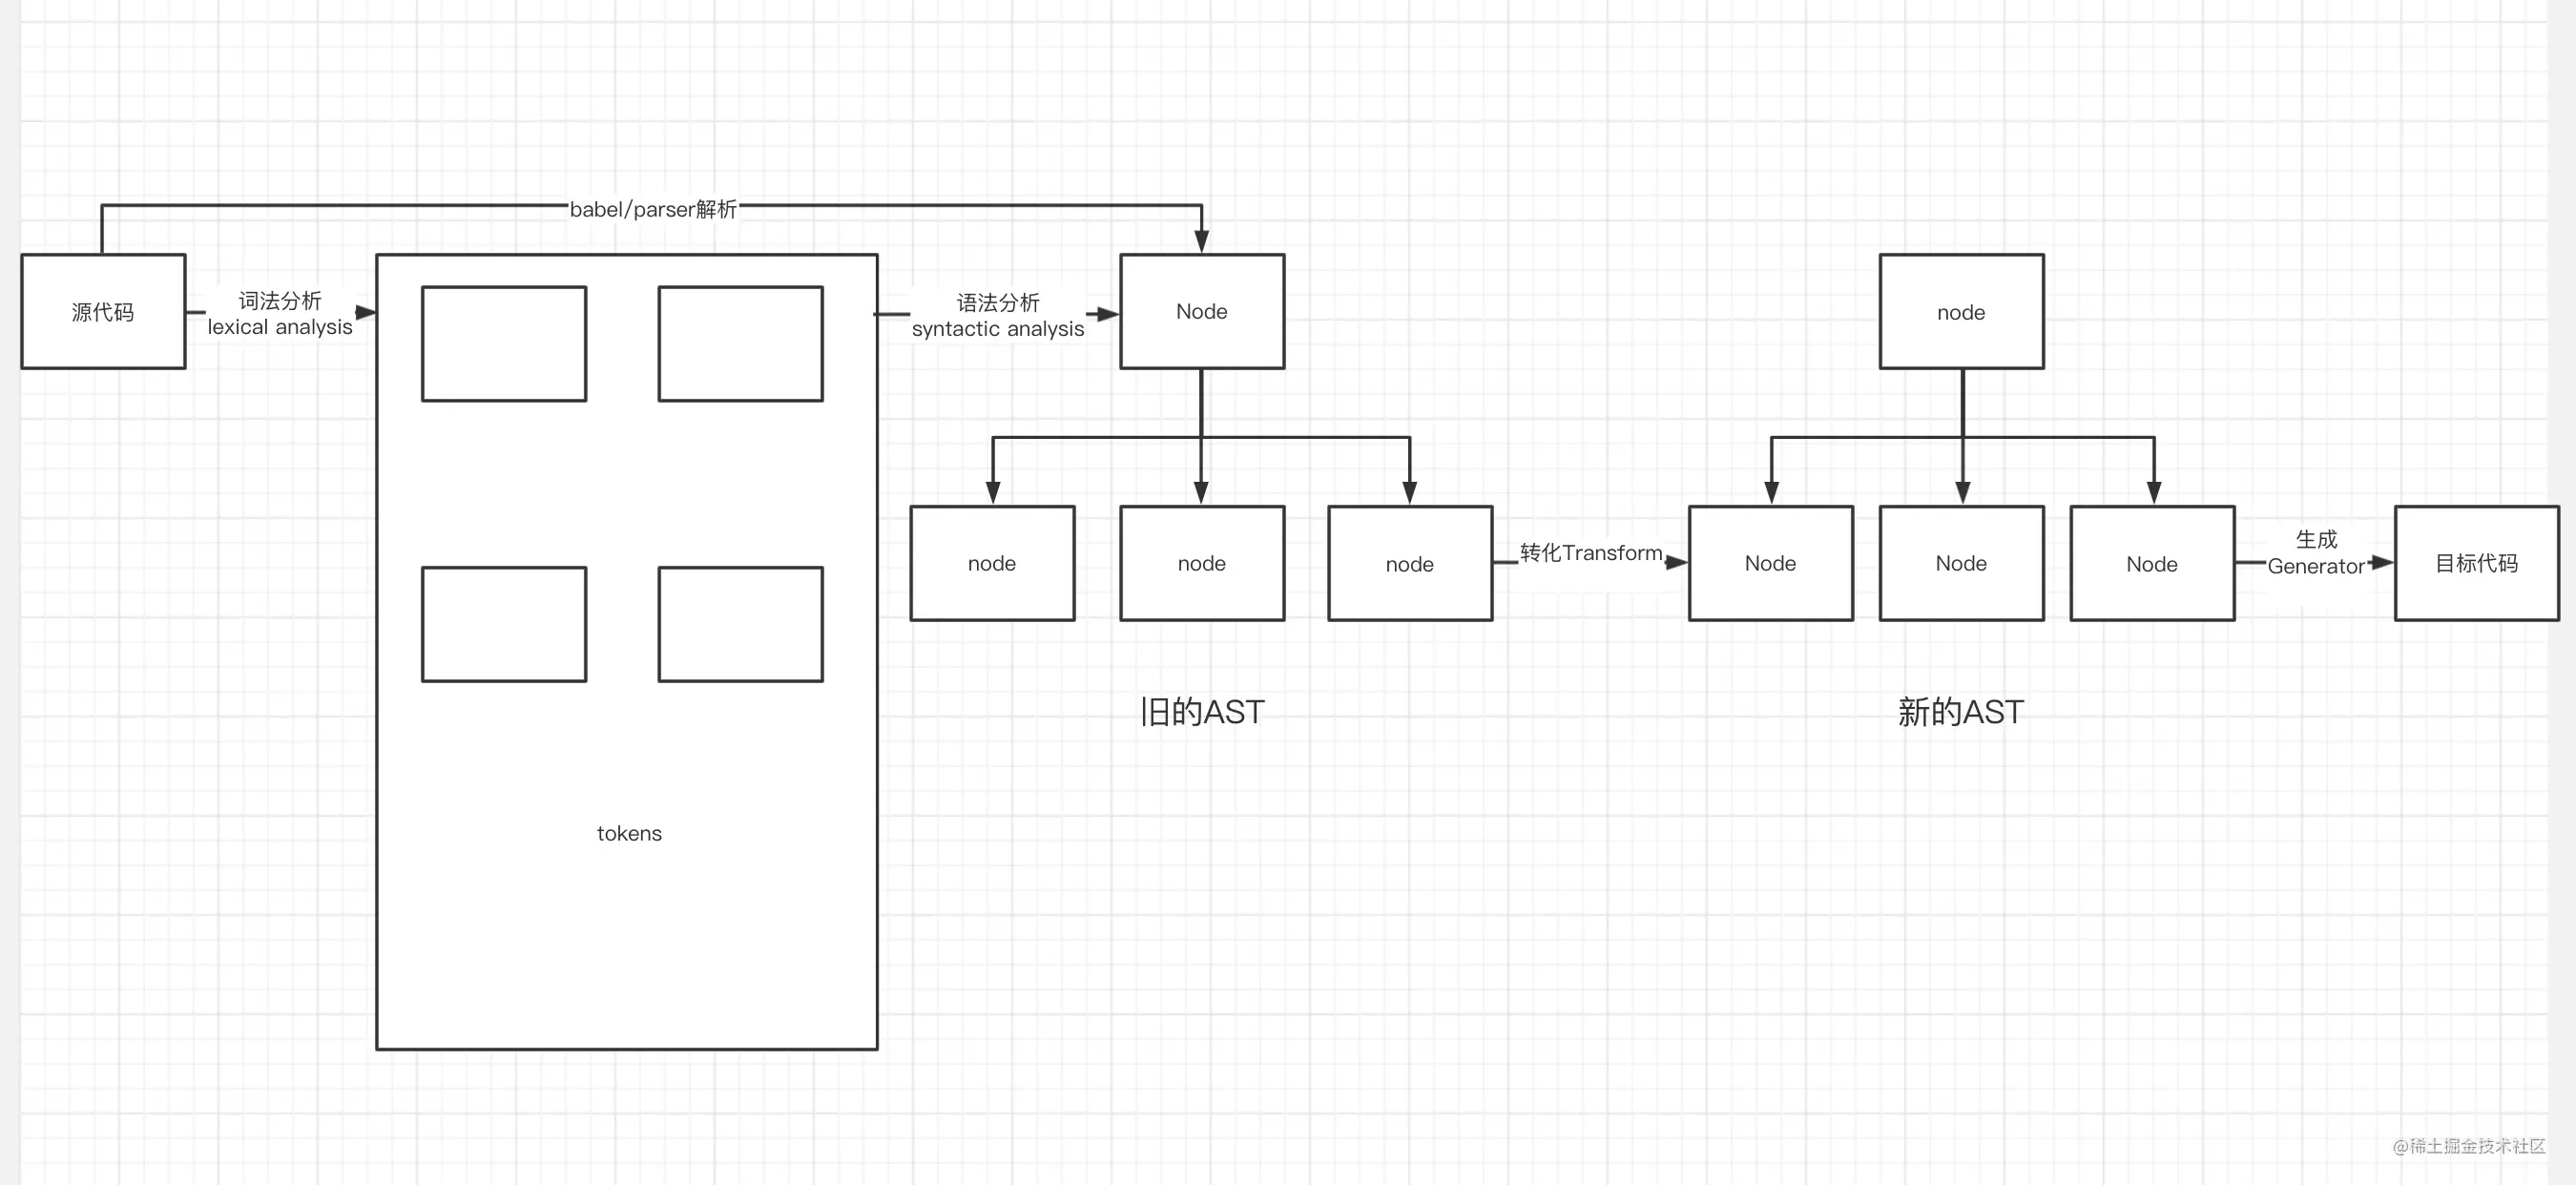 babel/parser解析
源代码
词法分析
lexical analysis
语法分析
syntactic analysis
Node
node
node
node
node
转化Transform
Node
Node
Node
生成
Generator
目标代码
旧的AST
新的AST
tokens
@稀土掘金技术社区